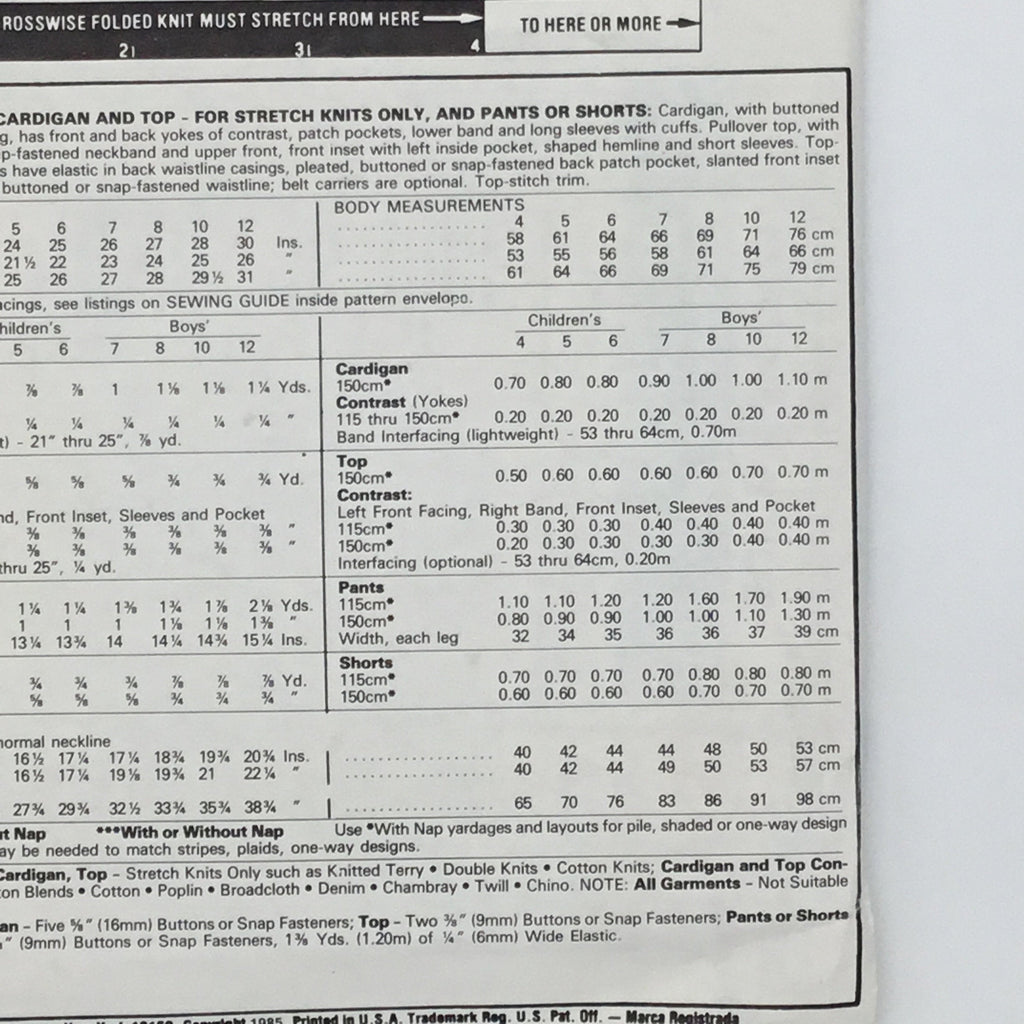 ROSSWISE FOLDED KNIT MUST STRETCH FROM HERE TO HERE OR MORE
2 3 4
CARDIGAN AND TOP - FOR STRETCH KNITS ONLY, AND PANTS OR SHORTS: Cardigan, with buttoned
g, has front and back yokes of contrast, patch pockets, lower band and long sleeves with cuffs. Pullover top, with
p-fastened neckband and upper front, front inset with left inside pocket, shaped hemline and short sleeves. Top-
s have elastic in back waistline casings, pleated, buttoned or snap-fastened back patch pocket, slanted front inset
buttoned or snap-fastened waistline; belt carriers are optional. Top-stitch trim.
BODY MEASUREMENTS
5 6 7 8 10 12 4 5 6 7 8 10 12
24 25 26 27 28 30 Ins. 58 61 64 66 69 71 76 cm
21½ 22 23 24 25 26 " 53 55 56 58 61 64 66 cm
25 26 27 28 29½ 31 " 61 64 66 69 71 75 79 cm
acings, see listings on SEWING GUIDE inside pattern envelope.
hildren's Boys' Children's Boys'
5 6 7 8 10 12 4 5 6 7 8 10 12
Cardigan
⅞ ⅞ 1 1⅛ 1⅛ 1¼ Yds. 150cm* 0.70 0.80 0.80 0.90 1.00 1.00 1.10 m
Contrast (Yokes)
¼ ¼ ¼ ¼ ¼ ¼ " 115 thru 150cm* 0.20 0.20 0.20 0.20 0.20 0.20 0.20 m
t) - 21" thru 25", ⅞ yd. Band Interfacing (lightweight) - 53 thru 64cm, 0.70m
Top
⅝ ⅝ ⅝ ¾ ¾ ¾ Yd. 150cm* 0.50 0.60 0.60 0.60 0.60 0.70 0.70 m
Contrast:
nd, Front Inset, Sleeves and Pocket Left Front Facing, Right Band, Front Inset, Sleeves and Pocket
⅜ ⅜ ⅜ ⅜ ⅜ ⅜ " 115cm* 0.30 0.30 0.30 0.40 0.40 0.40 0.40 m
⅜ ⅜ ⅜ ⅜ ⅜ ⅜ " 150cm* 0.20 0.30 0.30 0.30 0.30 0.40 0.40 m
thru 25", ¼ yd. Interfacing (optional) - 53 thru 64cm, 0.20m
Pants
1¼ 1¼ 1⅜ 1¾ 1⅞ 2⅛ Yds. 115cm* 1.10 1.10 1.20 1.20 1.60 1.70 1.90 m
1 1 1 1⅛ 1⅛ 1⅜ " 150cm* 0.80 0.90 0.90 1.00 1.00 1.10 1.30 m
13¼ 13¾ 14 14¼ 14¾ 15¼ Ins. Width, each leg 32 34 35 36 36 37 39 cm
Shorts
¾ ¾ ¾ ⅞ ⅞ ⅞ Yd. 115cm* 0.70 0.70 0.70 0.70 0.80 0.80 0.80 m
⅝ ⅝ ⅝ ¾ ¾ ¾ " 150cm* 0.60 0.60 0.60 0.60 0.70 0.70 0.70 m
normal neckline
16½ 17¼ 17¼ 18¾ 19¾ 20¾ Ins. 40 42 44 44 48 50 53 cm
16½ 17¼ 19⅛ 19¾ 21 22¼ " 40 42 44 49 50 53 57 cm
27¾ 29¾ 32½ 33¾ 35¾ 38¾ " 65 70 76 83 86 91 98 cm
t Nap ***With or Without Nap Use *With Nap yardages and layouts for pile, shaded or one-way design
ay be needed to match stripes, plaids, one-way designs.
Cardigan, Top - Stretch Knits Only such as Knitted Terry • Double Knits • Cotton Knits; Cardigan and Top Con-
on Blends • Cotton • Poplin • Broadcloth • Denim • Chambray • Twill • Chino. NOTE: All Garments - Not Suitable
an - Five ⅝" (16mm) Buttons or Snap Fasteners; Top - Two ⅜" (9mm) Buttons or Snap Fasteners; Pants or Shorts
" (9mm) Buttons or Snap Fasteners, 1⅜ Yds. (1.20m) of ¼" (6mm) Wide Elastic.
1985, Printed in U.S.A. Trademark Reg. U.S. Pat. Off. — Marca Registrada